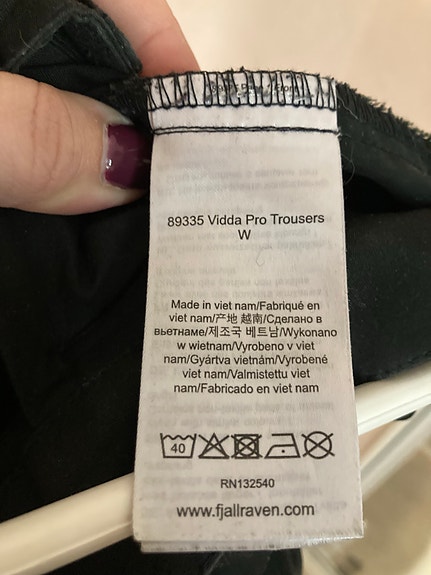 89335 Vidda Pro Trousers
W
Made in viet nam/Fabriqué en
viet nam/产地 越南/Сделано в
вьетнаме/제조국 베트남/Wykonano
w wietnam/Vyrobeno v viet
nam/Gyártva vietnám/Vyrobené
viet nam/Valmistettu viet
nam/Fabricado en viet nam
40
RN132540
www.fjallraven.com